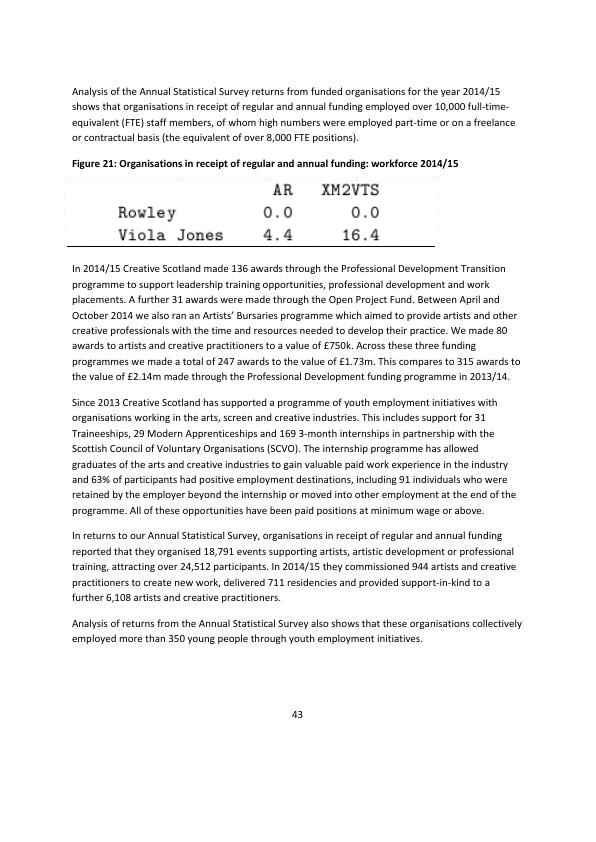 Analysis of the Annual Statistical Survey returns from funded organisations for the year 2014/15
shows that organisations in receipt of regular and annual funding employed over 10,000 full-time-
equivalent (FTE) staff members, of whom high numbers were employed part-time or on a freelance
or contractual basis (the equivalent of over 8,000 FTE positions).
Figure 21: Organisations in receipt of regular and annual funding: workforce 2014/15
AR XM2VTS
Rowley 0.0 0.0
Viola Jones 4.4 16.4
In 2014/15 Creative Scotland made 136 awards through the Professional Development Transition
programme to support leadership training opportunities, professional development and work
placements. A further 31 awards were made through the Open Project Fund. Between April and
October 2014 we also ran an Artists’ Bursaries programme which aimed to provide artists and other
creative professionals with the time and resources needed to develop their practice. We made 80
awards to artists and creative practitioners to a value of £750k. Across these three funding
programmes we made a total of 247 awards to the value of £1.73m. This compares to 315 awards to
the value of £2.14m made through the Professional Development funding programme in 2013/14.
Since 2013 Creative Scotland has supported a programme of youth employment initiatives with
organisations working in the arts, screen and creative industries. This includes support for 31
Traineeships, 29 Modern Apprenticeships and 169 3-month internships in partnership with the
Scottish Council of Voluntary Organisations (SCVO). The internship programme has allowed
graduates of the arts and creative industries to gain valuable paid work experience in the industry
and 63% of participants had positive employment destinations, including 91 individuals who were
retained by the employer beyond the internship or moved into other employment at the end of the
programme. All of these opportunities have been paid positions at minimum wage or above.
In returns to our Annual Statistical Survey, organisations in receipt of regular and annual funding
reported that they organised 18,791 events supporting artists, artistic development or professional
training, attracting over 24,512 participants. In 2014/15 they commissioned 944 artists and creative
practitioners to create new work, delivered 711 residencies and provided support-in-kind to a
further 6,108 artists and creative practitioners.
Analysis of returns from the Annual Statistical Survey also shows that these organisations collectively
employed more than 350 young people through youth employment initiatives.
43